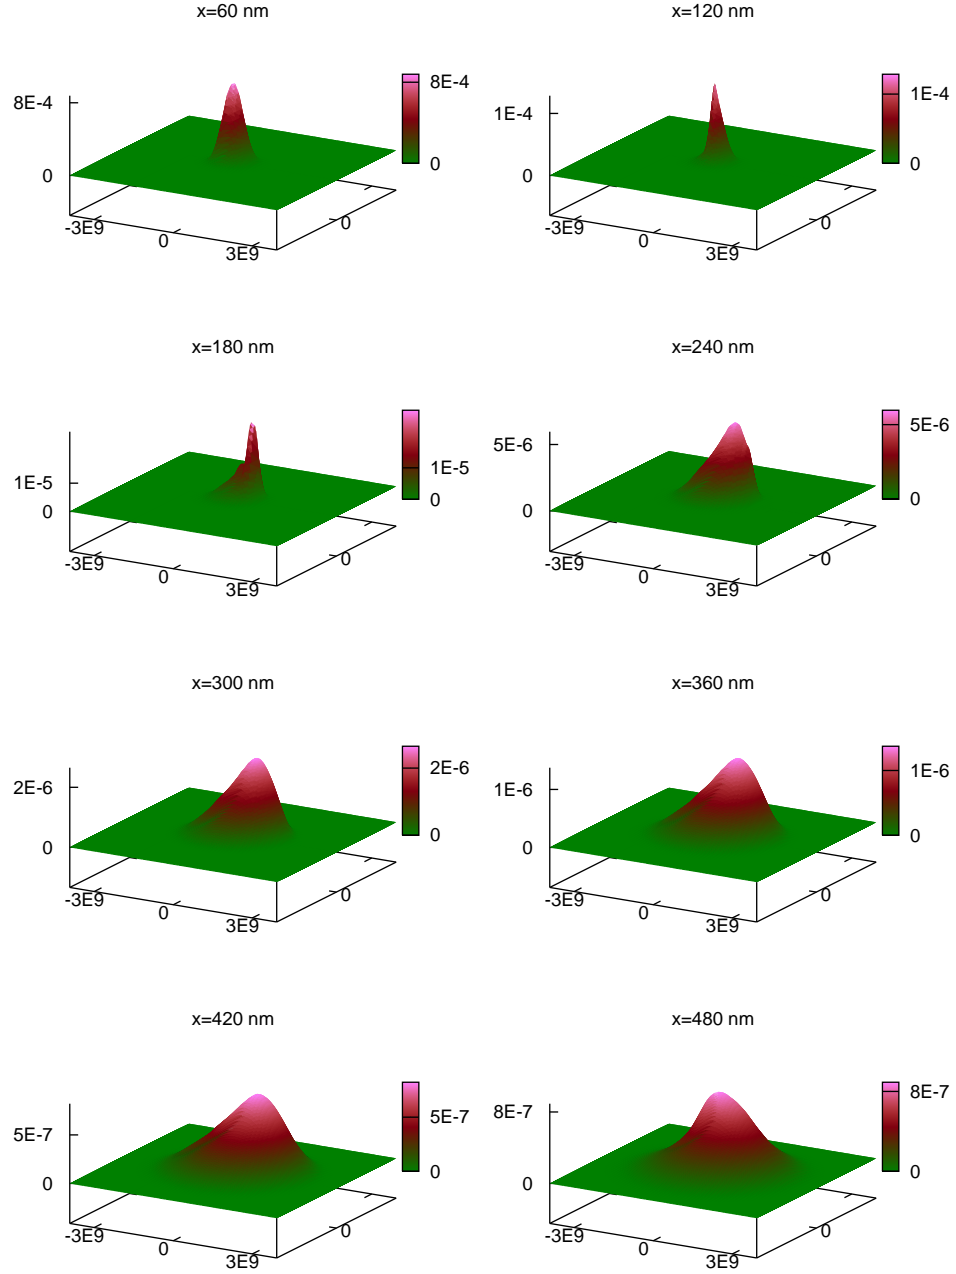 x=60 nm
8E-4
0
-3E9
0
3E9
0
8E-4
0
x=120 nm
1E-4
0
-3E9
0
3E9
0
1E-4
0
x=180 nm
1E-5
0
-3E9
0
3E9
0
1E-5
0
x=240 nm
5E-6
0
-3E9
0
3E9
0
5E-6
0
x=300 nm
2E-6
0
-3E9
0
3E9
0
2E-6
0
x=360 nm
1E-6
0
-3E9
0
3E9
0
1E-6
0
x=420 nm
5E-7
0
-3E9
0
3E9
0
5E-7
0
x=480 nm
8E-7
0
-3E9
0
3E9
0
8E-7
0